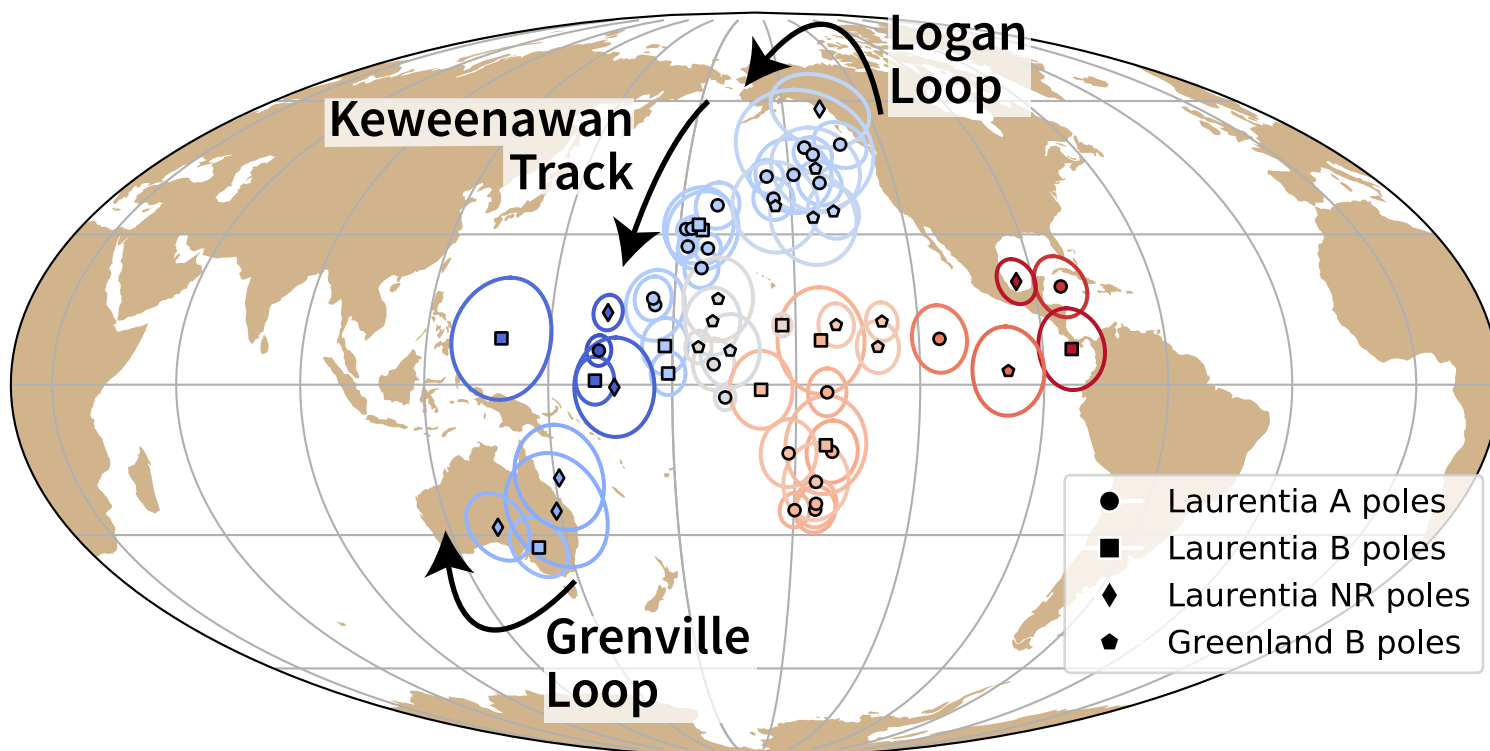 Logan
Loop
Keweenawan
Track
Grenville
Loop
Laurentia A poles
Laurentia B poles
Laurentia NR poles
Greenland B poles